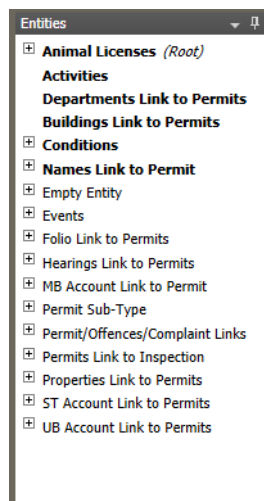 Entities
Animal Licenses (Root)
Activities
Departments Link to Permits
Buildings Link to Permits
Conditions
Names Link to Permit
Empty Entity
Events
Folio Link to Permits
Hearings Link to Permits
MB Account Link to Permit
Permit Sub-Type
Permit/Offences/Complaint Links
Permits Link to Inspection
Properties Link to Permits
ST Account Link to Permits
UB Account Link to Permits